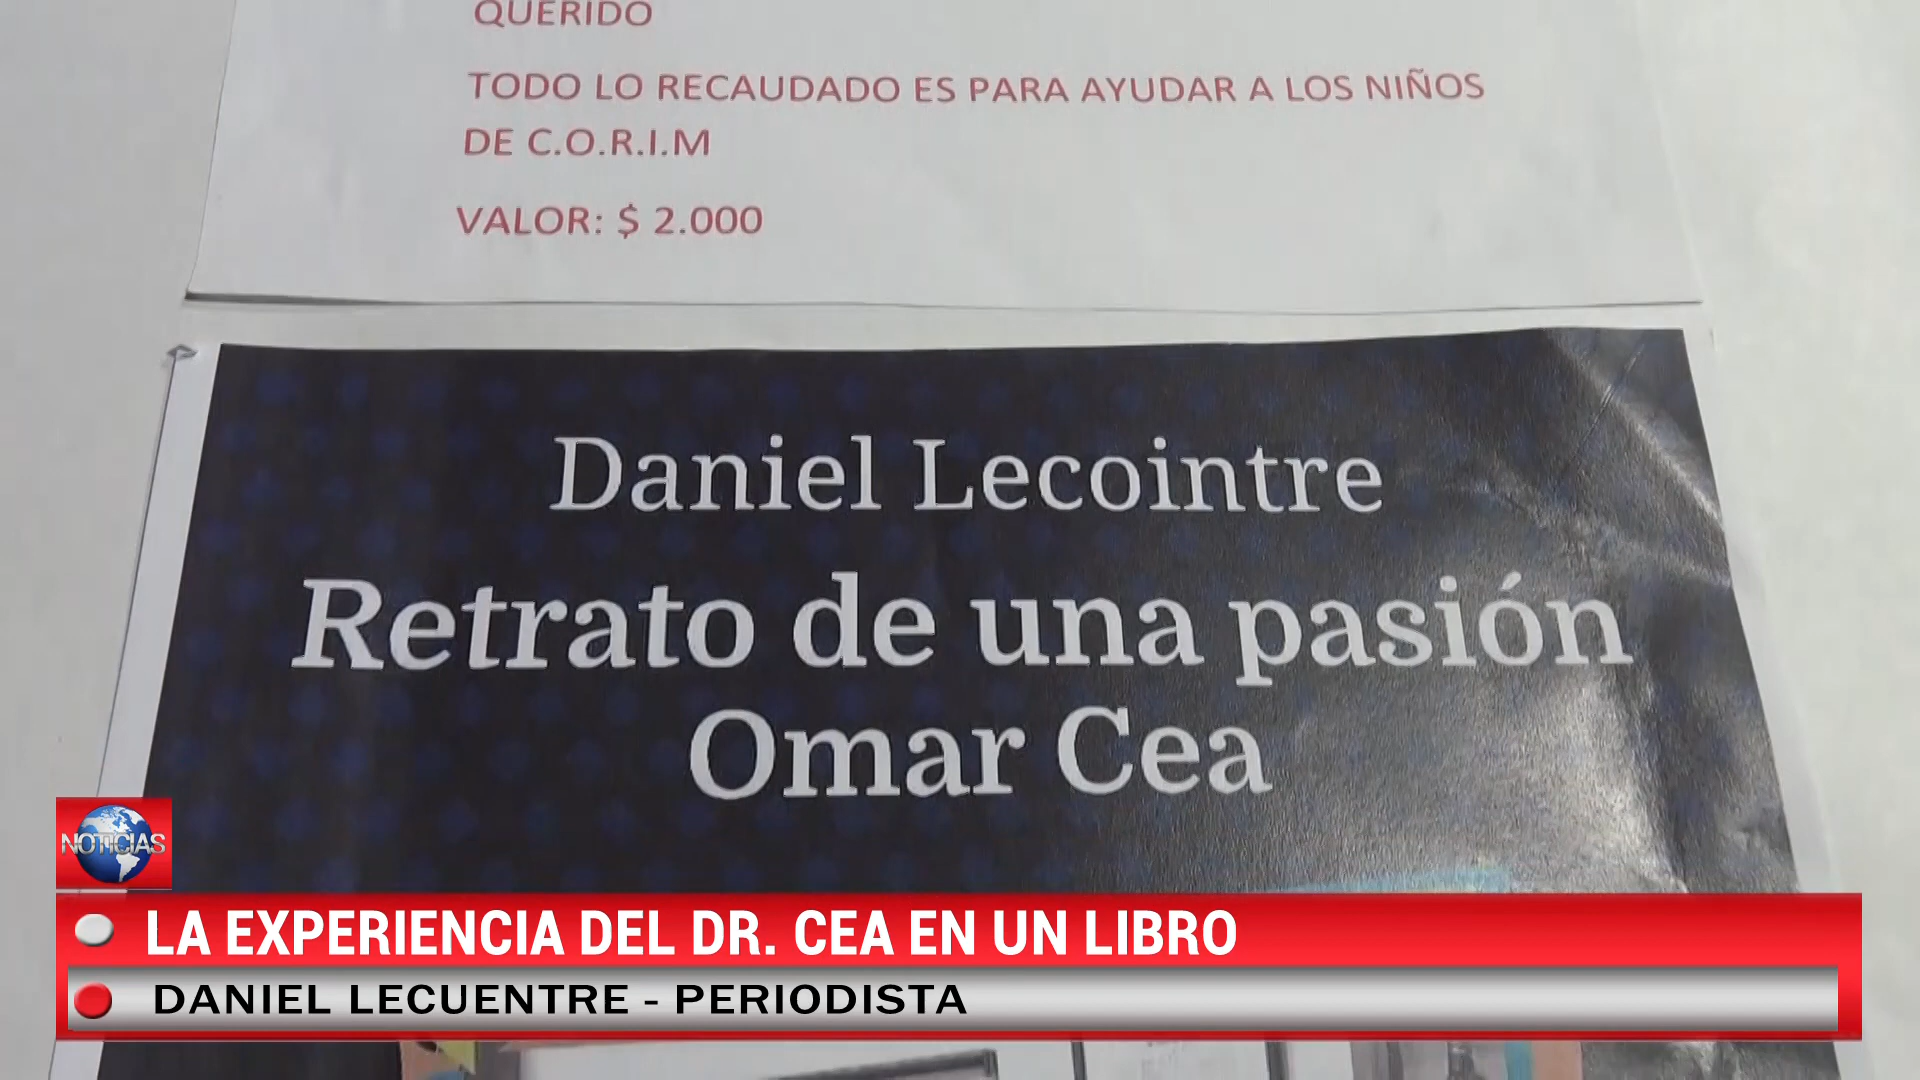 QUERIDO
TODO LO RECAUDADO ES PARA AYUDAR A LOS NIÑOS
DE C.O.R.I.M
VALOR: $ 2.000
Daniel Lecointre
Retrato de una pasión
Omar Cea
NOTICIAS
LA EXPERIENCIA DEL DR. CEA EN UN LIBRO
DANIEL LECUENTRE - PERIODISTA